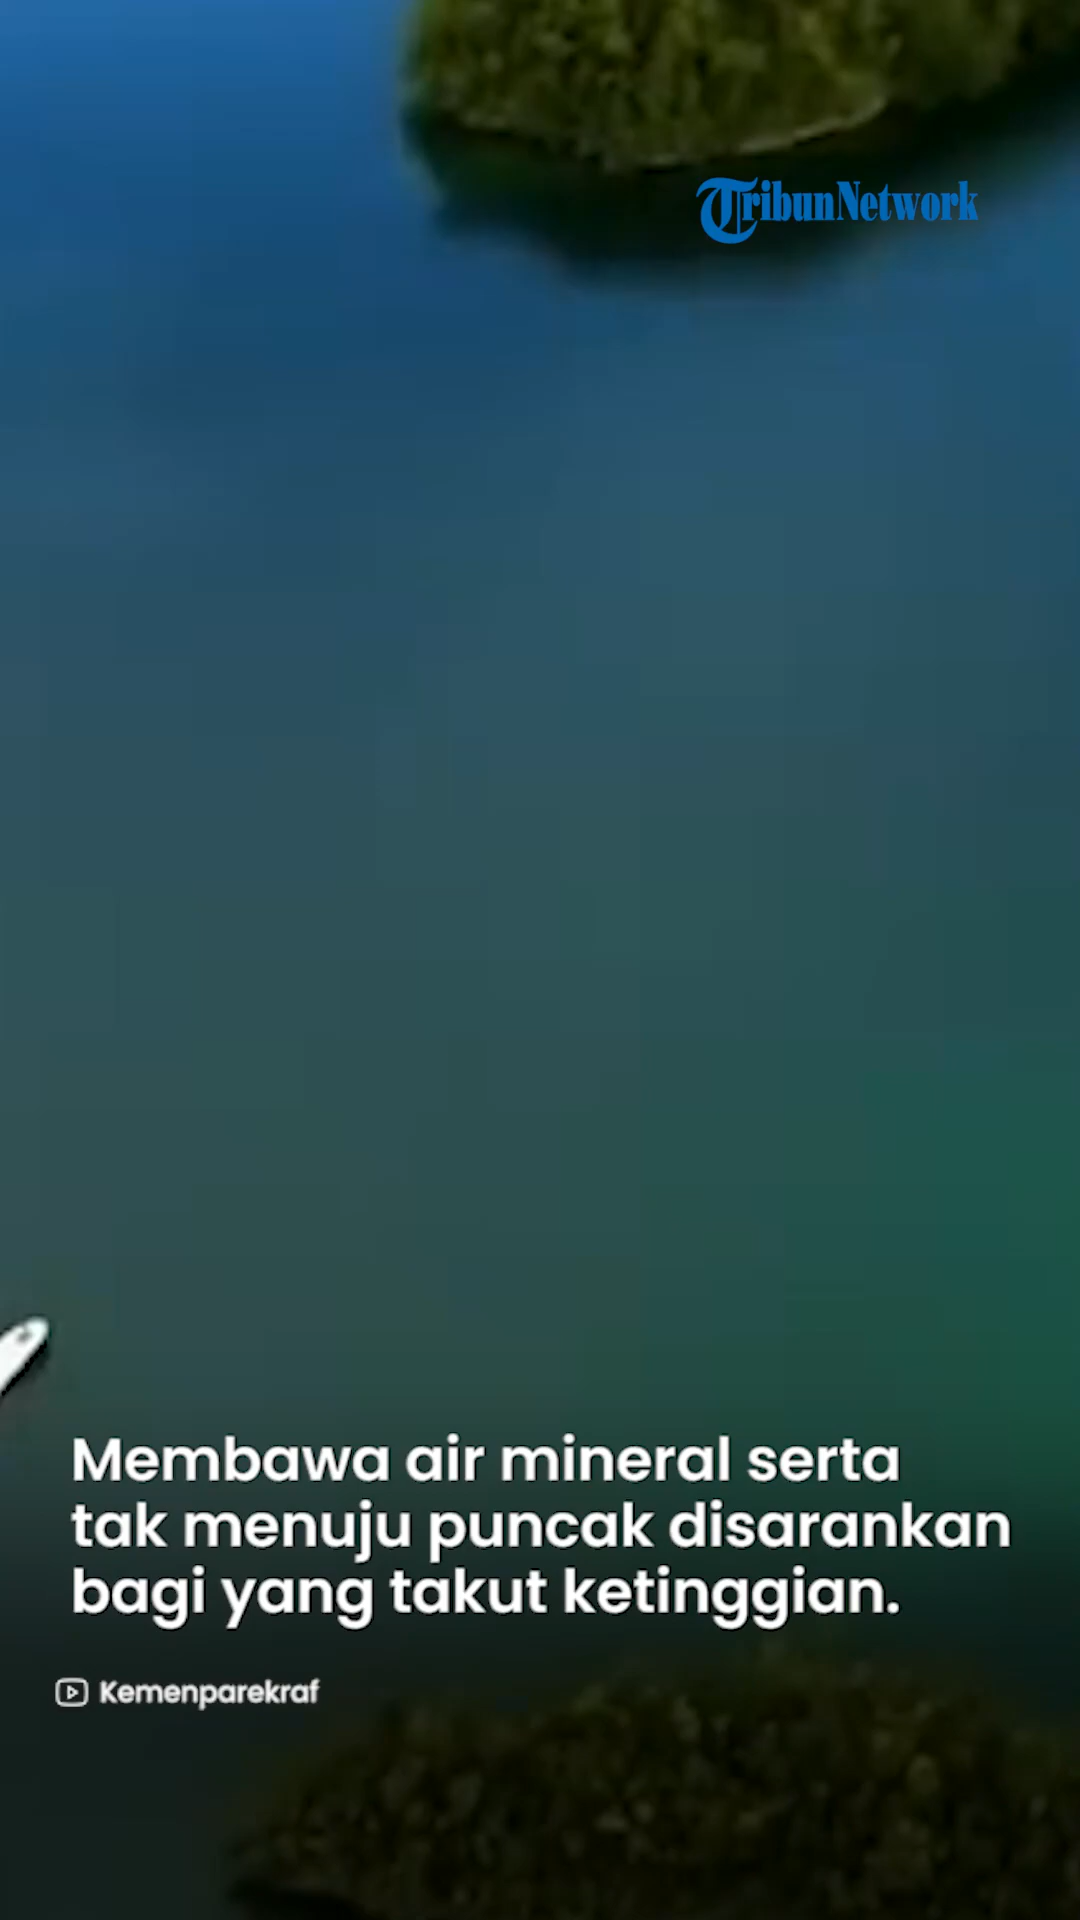 TribunNetwork
Membawa air mineral serta
tak menuju puncak disarankan
bagi yang takut ketinggian.
Kemenparekraf